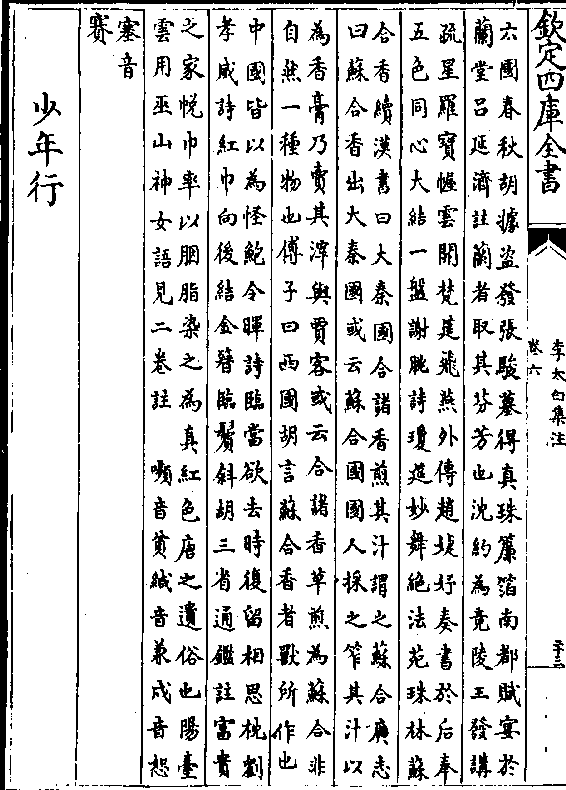 欽定四庫全書
李太白集注
卷六
二十三
六國春秋胡據盜發張駿墓得真珠簾箔南都賦宴於
蘭堂呂延濟註蘭者取其芬芳也沈約為竟陵王發講
疏星羅寶幄雲開梵筵飛燕外傳趙婕妤奏書於后奉
五色同心大結一盤謝朓詩瓊筵妙舞絕法苑珠林蘇
合香續漢書曰大秦國合諸香煎其汁謂之蘇合廣志
曰蘇合香出大秦國或云蘇合國國人採之笮其汁以
為香膏乃賣其滓與賈客或云合諸香草煎為蘇合非
自然一種物也傅子曰西國胡言蘇合香者獸所作也
中國皆以為怪鮑令暉詩臨當欲去時復留相思枕劉
孝威詩紅巾向後結金簪臨鬢斜胡三省通鑑註富貴
之家帨巾率以胭脂染之為真紅色唐之遺俗也陽臺
雲用巫山神女語見二卷註 嚬音貧緘音兼戍音恕
塞音
賽
少年行